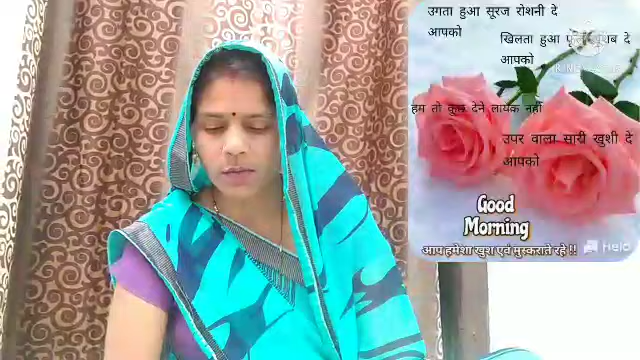 उगता हुआ सूरज रोशनी दे
आपको
खिलता हुआ फूल दे
आपको
हम तो कुछ देने लायक नहीं
उपर वाला सारी खुशी दे
आपको
Good
Morning
आप हमेशा खुश एवं मुस्कराते रहे !!
Helo